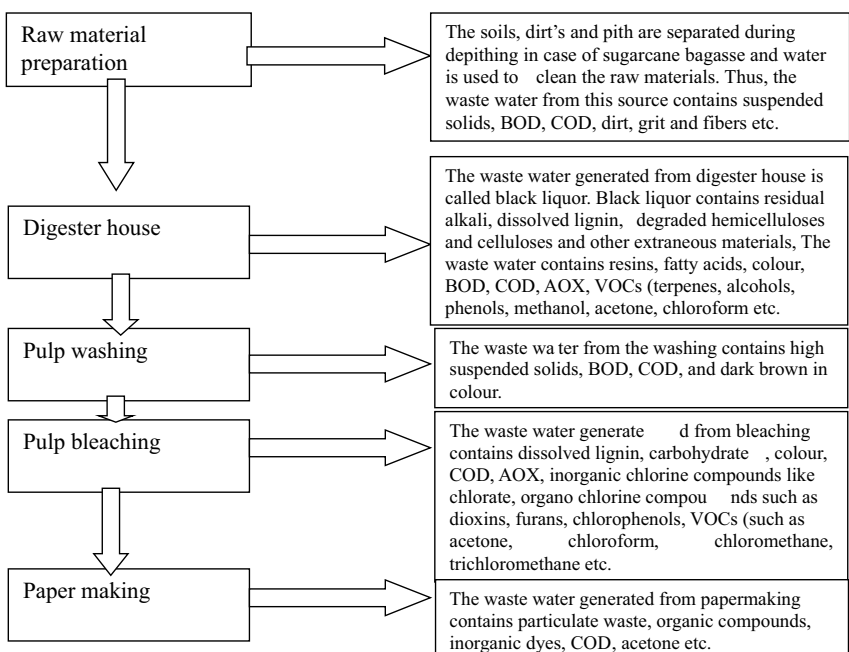 Raw material
preparation
The soils, dirt's and pith are separated during
depithing in case of sugarcane bagasse and water
is used to clean the raw materials. Thus, the
waste water from this source contains suspended
solids, BOD, COD, dirt, grit and fibers etc.
Digester house
The waste water generated from digester house is
called black liquor. Black liquor contains residual
alkali, dissolved lignin, degraded hemicelluloses
and celluloses and other extraneous materials, The
waste water contains resins, fatty acids, colour,
BOD, COD, AOX, VOCs (terpenes, alcohols,
phenols, methanol, acetone, chloroform etc.
Pulp washing
The waste wa ter from the washing contains high
suspended solids, BOD, COD, and dark brown in
colour.
Pulp bleaching
The waste water generate d from bleaching
contains dissolved lignin, carbohydrate , colour,
COD, AOX, inorganic chlorine compounds like
chlorate, organo chlorine compou nds such as
dioxins, furans, chlorophenols, VOCs (such as
acetone, chloroform, chloromethane,
trichloromethane etc.
Paper making
The waste water generated from papermaking
contains particulate waste, organic compounds,
inorganic dyes, COD, acetone etc.